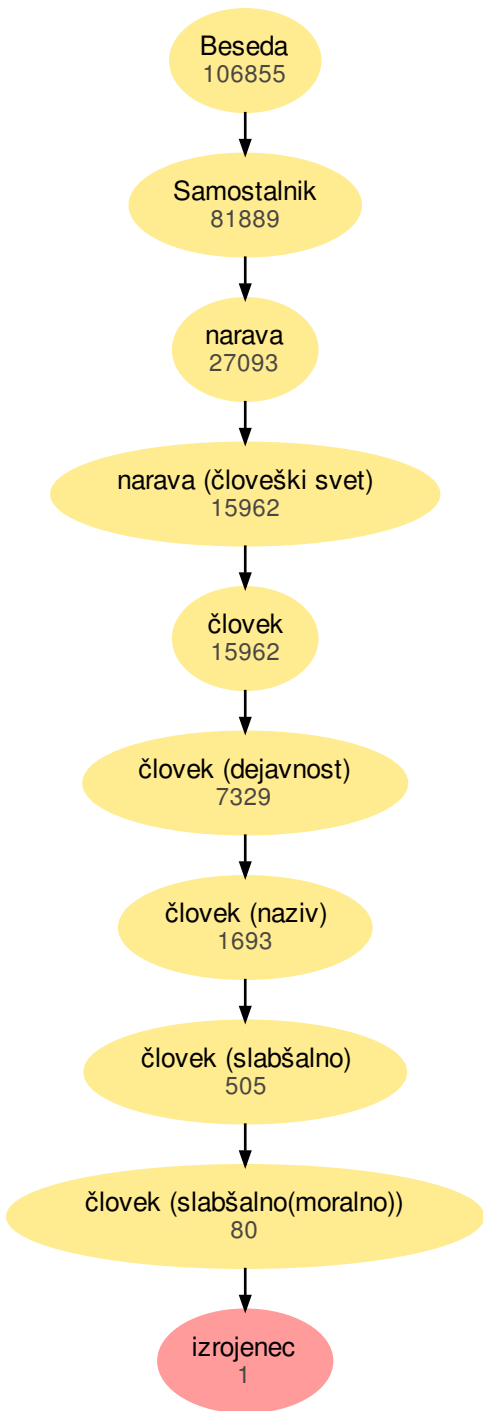 Beseda
106855
Samostalnik
81889
narava
27093
narava (človeški svet)
15962
človek
15962
človek (dejavnost)
7329
človek (naziv)
1693
človek (slabšalno)
505
človek (slabšalno(moralno))
80
izrojenec
1